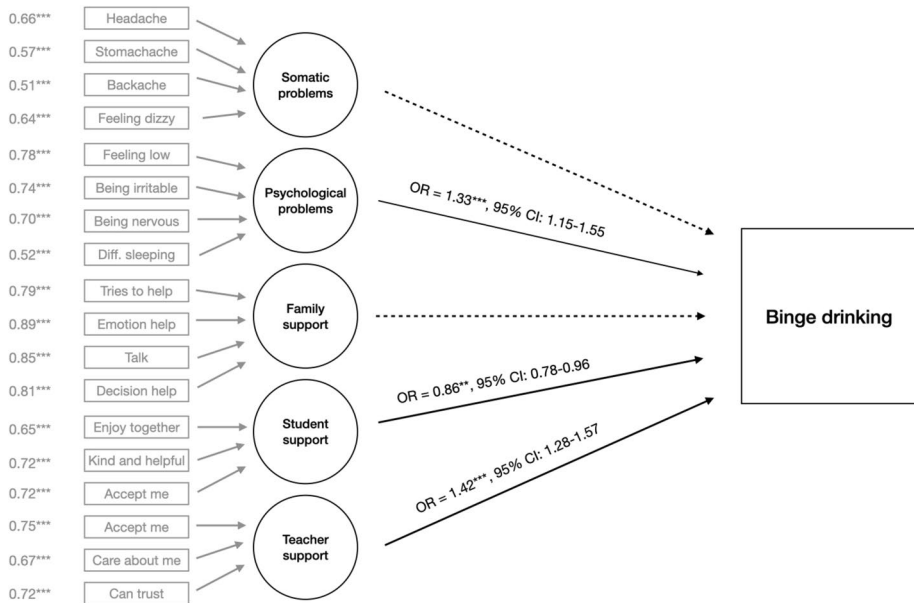 0.66*** Headache
0.57*** Stomachache
0.51*** Backache
0.64*** Feeling dizzy
Somatic
problems
0.78*** Feeling low
0.74*** Being irritable
0.70*** Being nervous
0.52*** Diff. sleeping
Psychological
problems
OR = 1.33***, 95% CI: 1.15-1.55
0.79*** Tries to help
0.89*** Emotion help
0.85*** Talk
0.81*** Decision help
Family
support
Binge drinking
0.65*** Enjoy together
0.72*** Kind and helpful
0.72*** Accept me
Student
support
OR = 0.86**, 95% CI: 0.78-0.96
0.75*** Accept me
0.67*** Care about me
0.72*** Can trust
Teacher
support
OR = 1.42***, 95% CI: 1.28-1.57